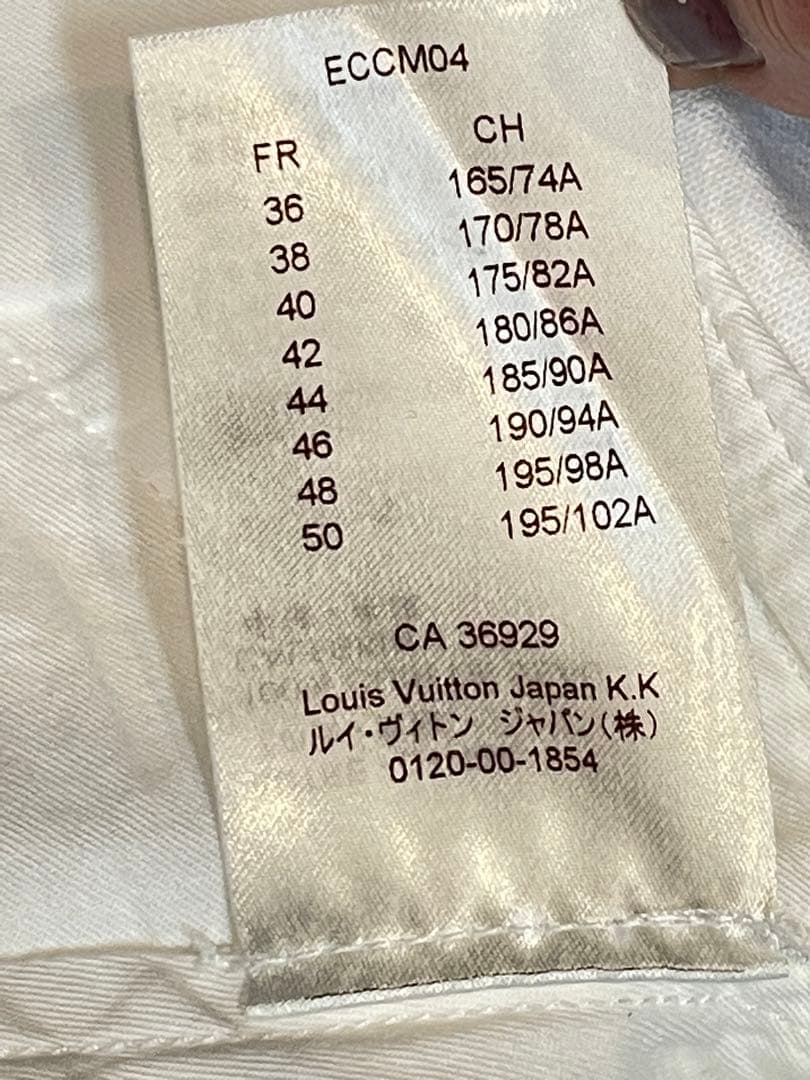 ECCM04
FR CH
36 165/74A
38 170/78A
40 175/82A
42 180/86A
44 185/90A
46 190/94A
48 195/98A
50 195/102A
CA 36929
Louis Vuitton Japan K.K
ルイ・ヴィトン ジャパン(株)
0120-00-1854